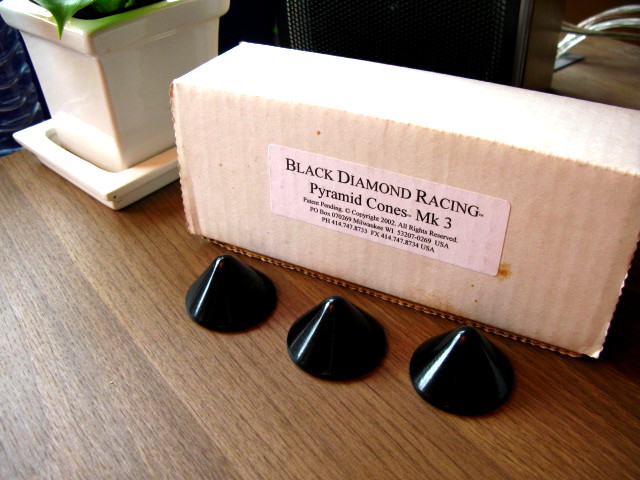 BLACK DIAMOND RACING™
Pyramid Cones™ Mk 3
Patent Pending. © Copyright 2002. All Rights Reserved.
PO Box 070269 Milwaukee WI 53207-0269 USA
PH 414.747.8733 FX 414.747.8734 USA